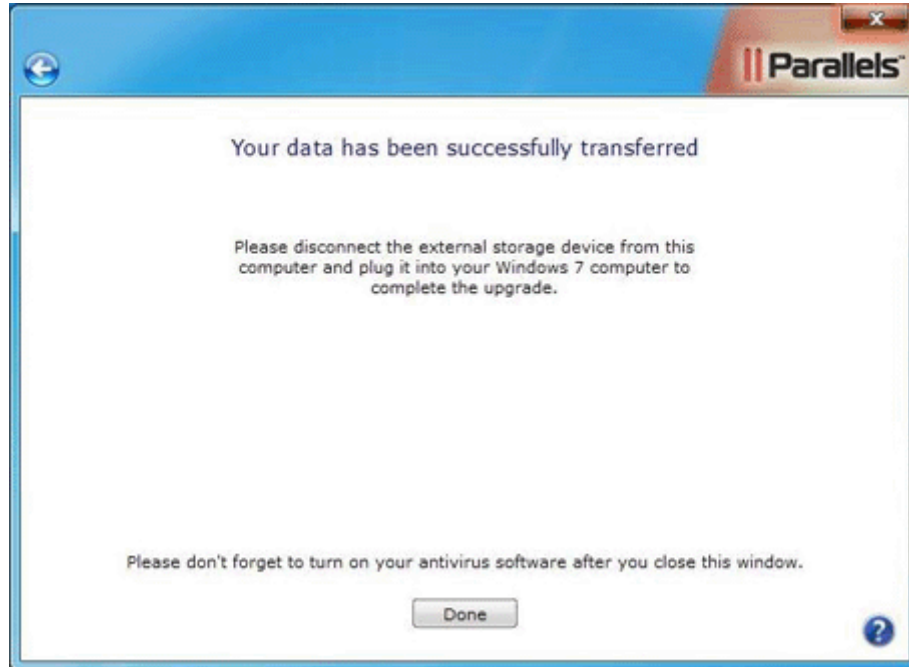 Parallels™
Your data has been successfully transferred
Please disconnect the external storage device from this
computer and plug it into your Windows 7 computer to
complete the upgrade.
Please don't forget to turn on your antivirus software after you close this window.
Done
?